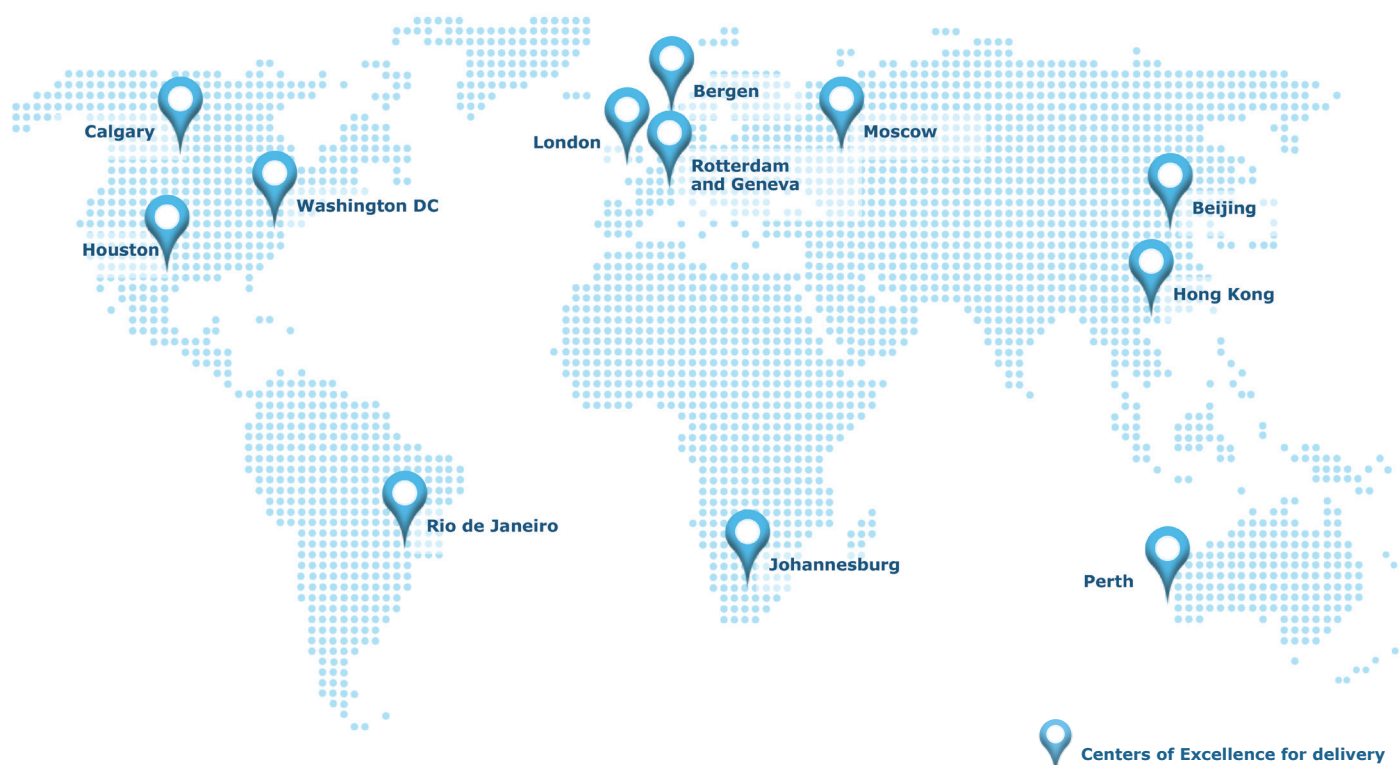 Bergen
Calgary
Moscow
London
Rotterdam
and Geneva
Washington DC
Beijing
Houston
Hong Kong
Rio de Janeiro
Johannesburg
Perth
Centers of Excellence for delivery